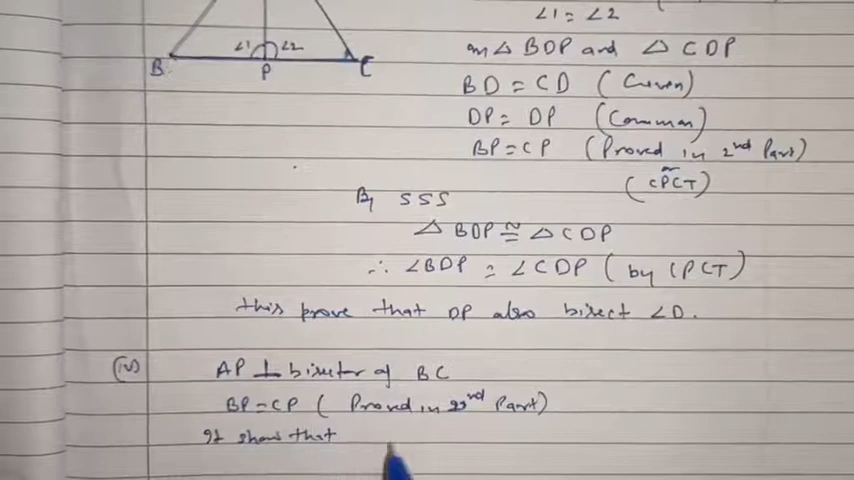 ∠1 = ∠2
∠1 ∠2
B P C
in △ BDP and △ CDP
BD = CD (Given)
DP = DP (Common)
BP = CP (Proved in 2nd Part)
(CPCT)
By SSS
△ BDP ≅ △ CDP
∴ ∠BDP = ∠CDP (by CPCT)
this prove that DP also bisect ∠D.
(iv) AP ⊥ bisector of BC
BP = CP (Proved in 2nd Part)
It show that